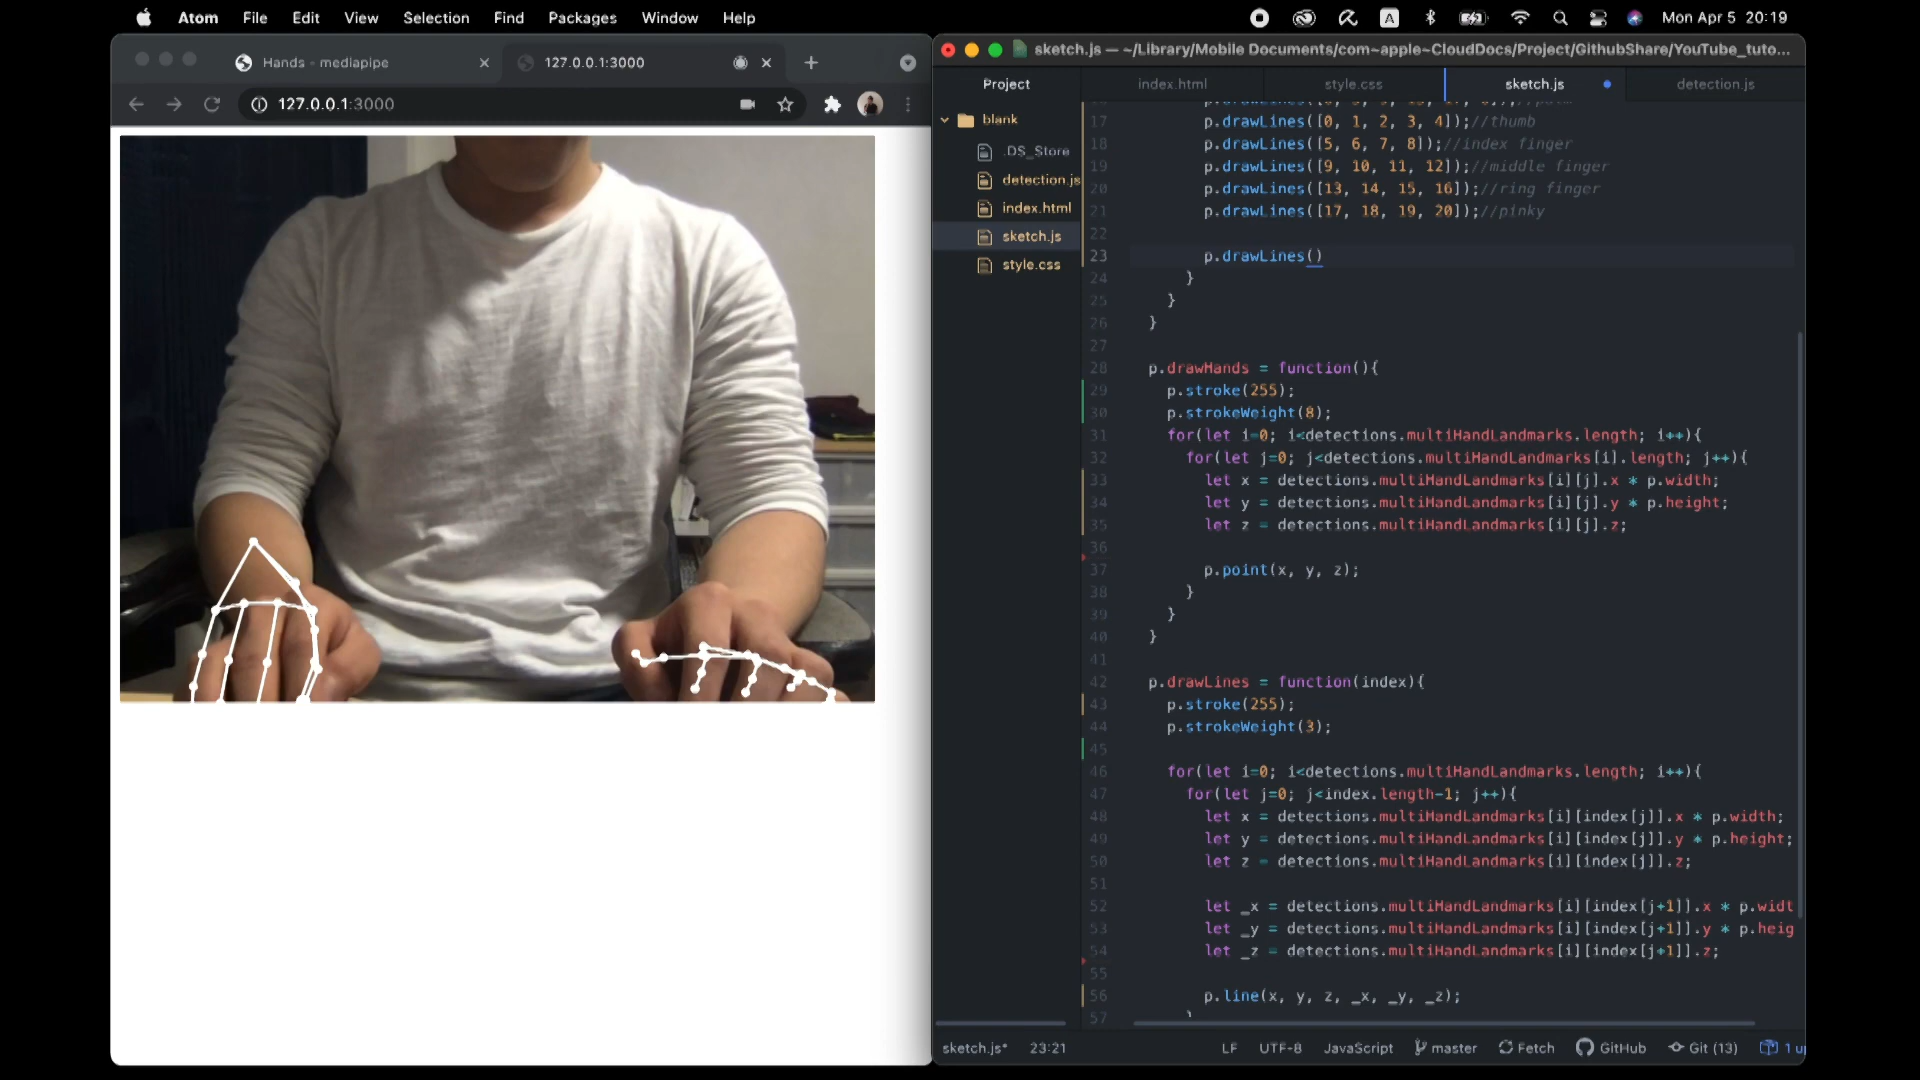 Atom File Edit View Selection Find Packages Window Help
A
Mon Apr 5 20:19
Hands - mediapipe
127.0.0.1:3000
127.0.0.1:3000
sketch.js — ~/Library/Mobile Documents/com~apple~CloudDocs/Project/GithubShare/YouTube_tuto...
Project
index.html
style.css
sketch.js
detection.js
blank
.DS_Store
detection.js
index.html
sketch.js
style.css
17 p.drawLines([0, 1, 2, 3, 4]);//thumb
18 p.drawLines([5, 6, 7, 8]);//index finger
19 p.drawLines([9, 10, 11, 12]);//middle finger
20 p.drawLines([13, 14, 15, 16]);//ring finger
21 p.drawLines([17, 18, 19, 20]);//pinky
22
23 p.drawLines()
24 }
25 }
26 }
27
28 p.drawHands = function(){
29 p.stroke(255);
30 p.strokeWeight(8);
31 for(let i=0; i<detections.multiHandLandmarks.length; i++){
32 for(let j=0; j<detections.multiHandLandmarks[i].length; j++){
33 let x = detections.multiHandLandmarks[i][j].x * p.width;
34 let y = detections.multiHandLandmarks[i][j].y * p.height;
35 let z = detections.multiHandLandmarks[i][j].z;
36
37 p.point(x, y, z);
38 }
39 }
40 }
41
42 p.drawLines = function(index){
43 p.stroke(255);
44 p.strokeWeight(3);
45
46 for(let i=0; i<detections.multiHandLandmarks.length; i++){
47 for(let j=0; j<index.length-1; j++){
48 let x = detections.multiHandLandmarks[i][index[j]].x * p.width;
49 let y = detections.multiHandLandmarks[i][index[j]].y * p.height;
50 let z = detections.multiHandLandmarks[i][index[j]].z;
51
52 let _x = detections.multiHandLandmarks[i][index[j+1]].x * p.widt
53 let _y = detections.multiHandLandmarks[i][index[j+1]].y * p.heig
54 let _z = detections.multiHandLandmarks[i][index[j+1]].z;
55
56 p.line(x, y, z, _x, _y, _z);
57
sketch.js* 23:21
LF UTF-8 JavaScript master Fetch GitHub Git (13) 1 u